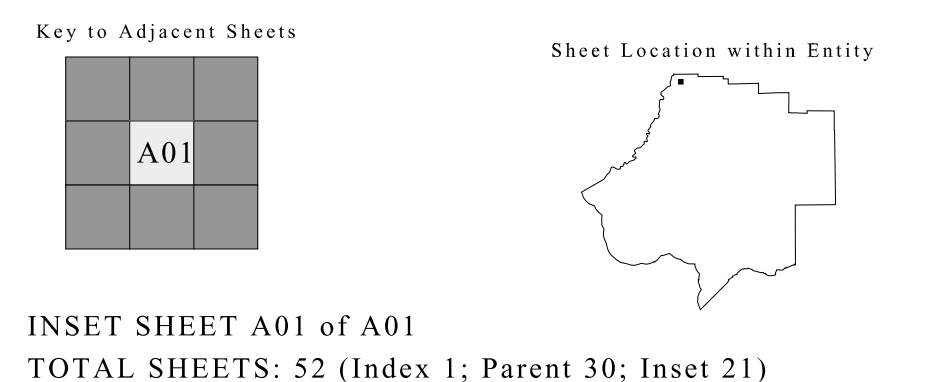 Key to Adjacent Sheets
Sheet Location within Entity
A01
INSET SHEET A01 of A01
TOTAL SHEETS: 52 (Index 1; Parent 30; Inset 21)